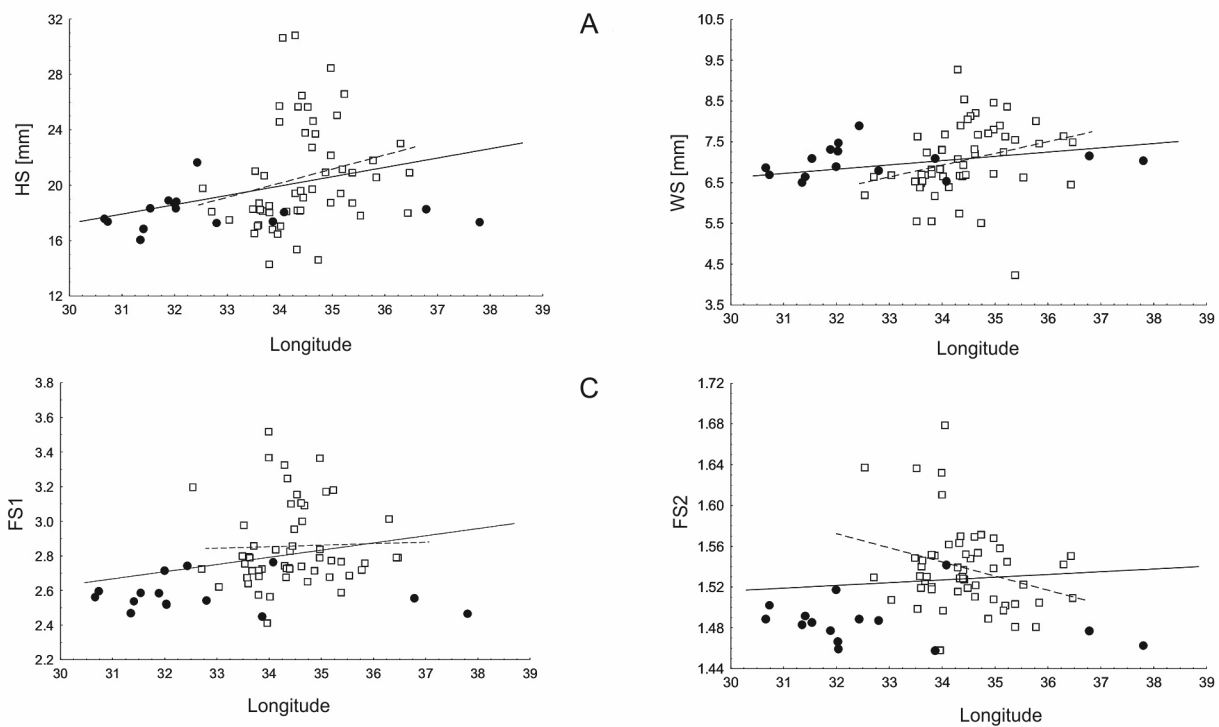 A
32
28
24
20
16
12
HS [mm]
30 31 32 33 34 35 36 37 38 39
Longitude
10.5
9.5
8.5
7.5
6.5
5.5
4.5
3.5
WS [mm]
30 31 32 33 34 35 36 37 38 39
Longitude
C
3.8
3.6
3.4
3.2
3.0
2.8
2.6
2.4
2.2
FS1
30 31 32 33 34 35 36 37 38 39
Longitude
1.72
1.68
1.64
1.60
1.56
1.52
1.48
1.44
FS2
30 31 32 33 34 35 36 37 38 39
Longitude